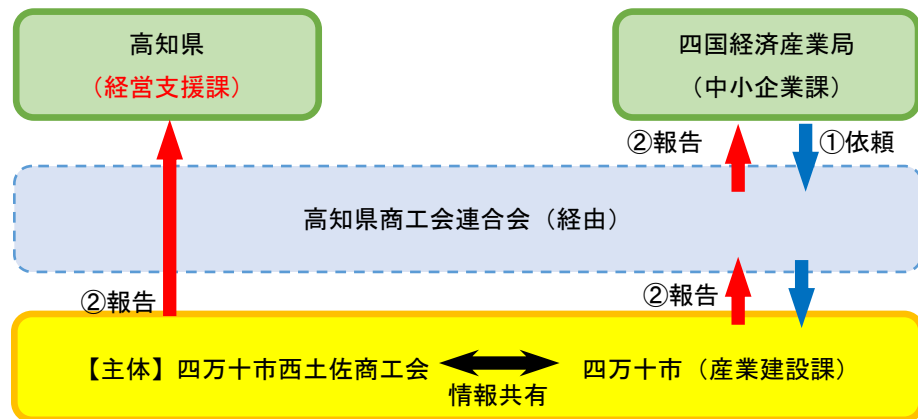 高知県
（経営支援課）
四国経済産業局
（中小企業課）
②報告
①依頼
高知県商工会連合会（経由）
②報告
②報告
【主体】四万十市西土佐商工会
情報共有
四万十市（産業建設課）